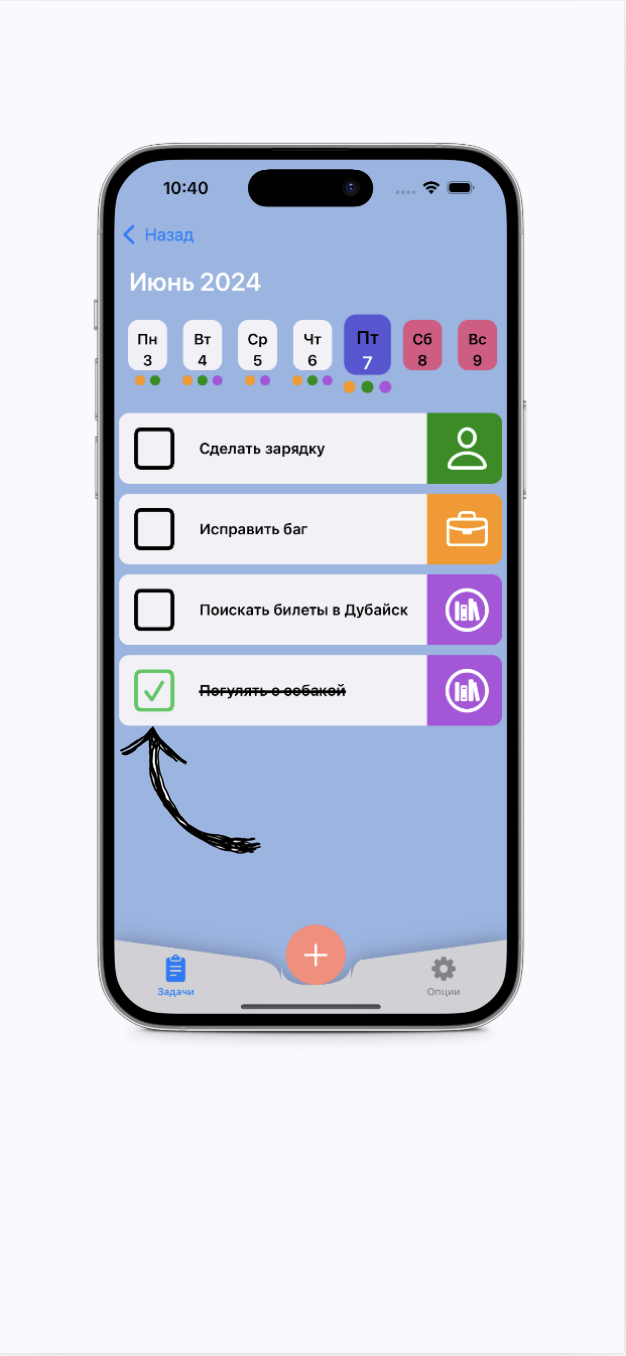 10:40
Назад
Июнь 2024
Пн Вт Ср Чт Пт Сб Вс
3 4 5 6 7 8 9
Сделать зарядку
Исправить баг
Поискать билеты в Дубайск
Погулять с собакой
Задачи
Опции